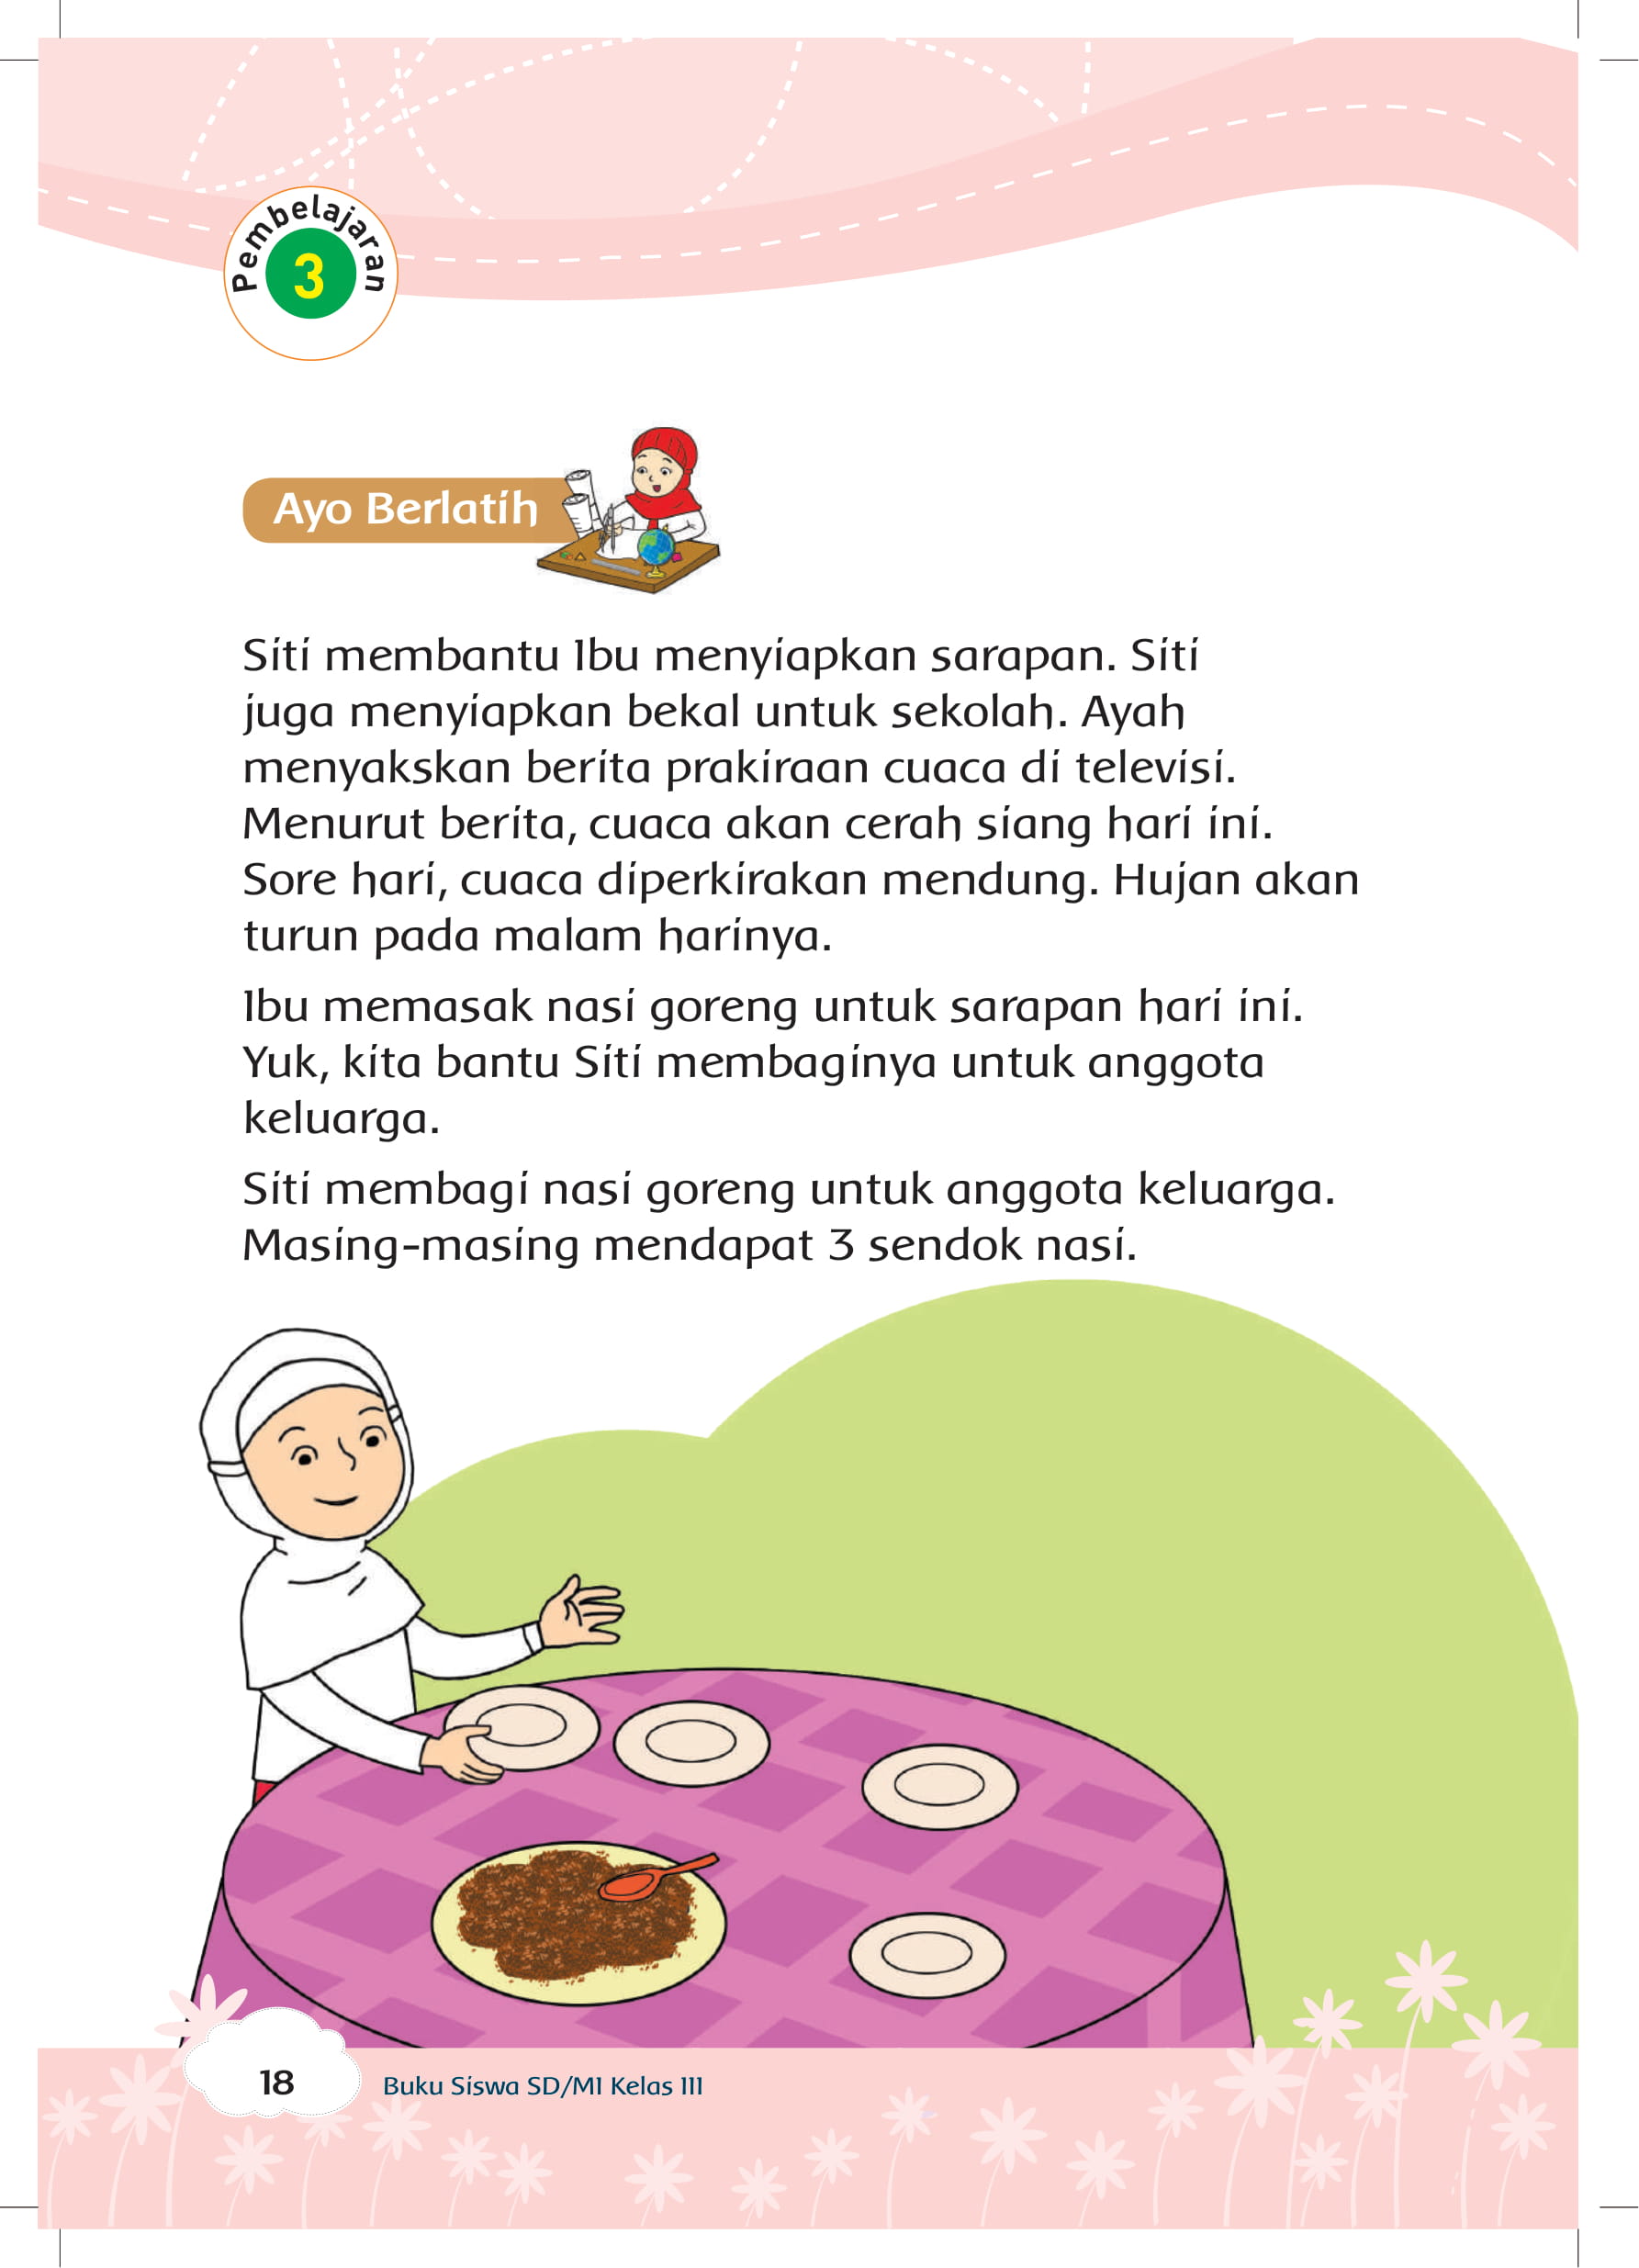 Pembelajaran
3
Ayo Berlatih
Siti membantu Ibu menyiapkan sarapan. Siti
juga menyiapkan bekal untuk sekolah. Ayah
menyakskan berita prakiraan cuaca di televisi.
Menurut berita, cuaca akan cerah siang hari ini.
Sore hari, cuaca diperkirakan mendung. Hujan akan
turun pada malam harinya.
Ibu memasak nasi goreng untuk sarapan hari ini.
Yuk, kita bantu Siti membaginya untuk anggota
keluarga.
Siti membagi nasi goreng untuk anggota keluarga.
Masing-masing mendapat 3 sendok nasi.
18
Buku Siswa SD/MI Kelas III